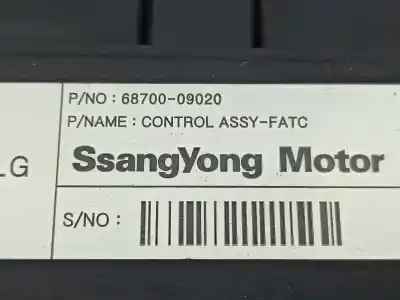 P/NO : 68700-09020
P/NAME : CONTROL ASSY-FATC
LG
SsangYong Motor
S/NO :